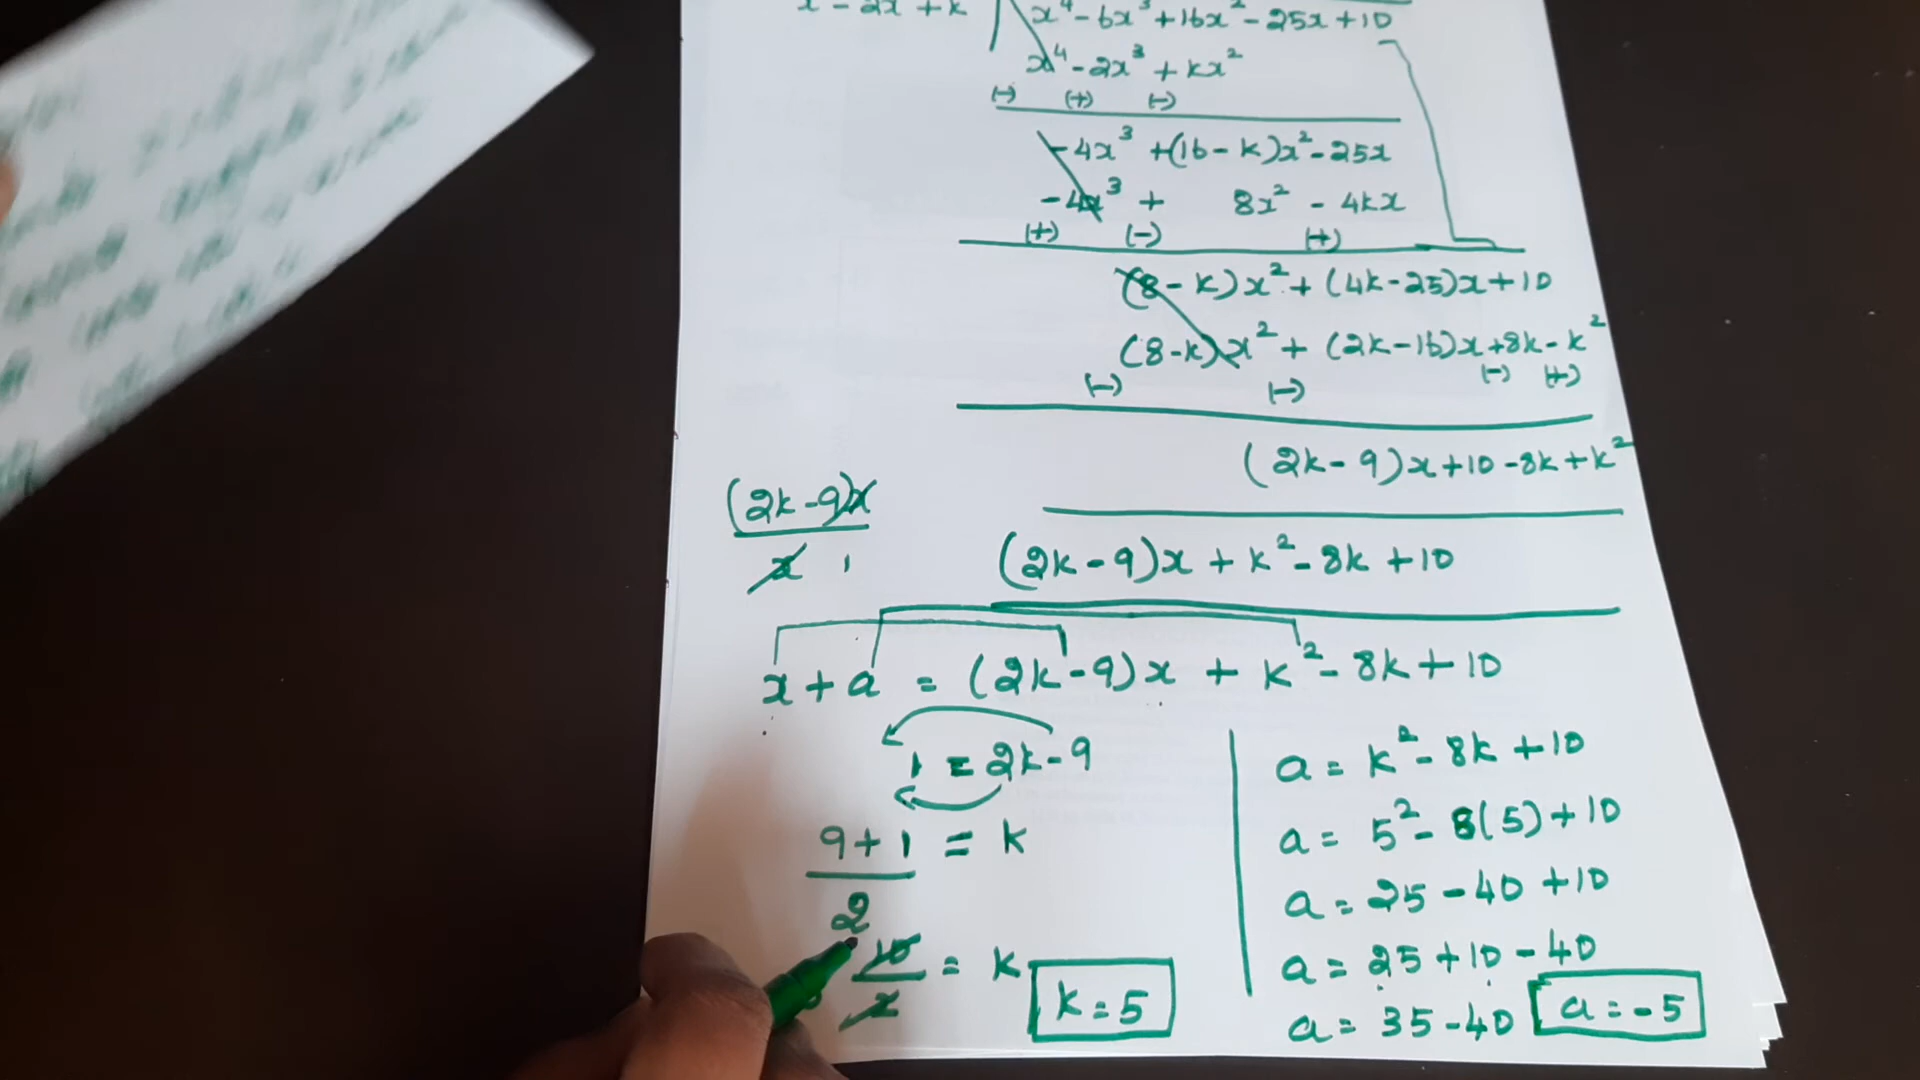 x² - 2x + k x⁴ - 6x³ + 16x² - 25x + 10
x⁴ - 2x³ + kx²
(-) (+) (-)
-4x³ + (16 - k)x² - 25x
-4x³ + 8x² - 4kx
(+) (-) (+)
(8 - k)x² + (4k - 25)x + 10
(8 - k)x² + (2k - 16)x + 8k - k²
(-) (-) (-) (+)
(2k - 9)x + 10 - 8k + k²
(2k - 9)x
x 1
(2k - 9)x + k² - 8k + 10
x + a = (2k - 9)x + k² - 8k + 10
1 = 2k - 9
9 + 1 = k
2
10 = k
2
k = 5
a = k² - 8k + 10
a = 5² - 8(5) + 10
a = 25 - 40 + 10
a = 25 + 10 - 40
a = 35 - 40 a = -5